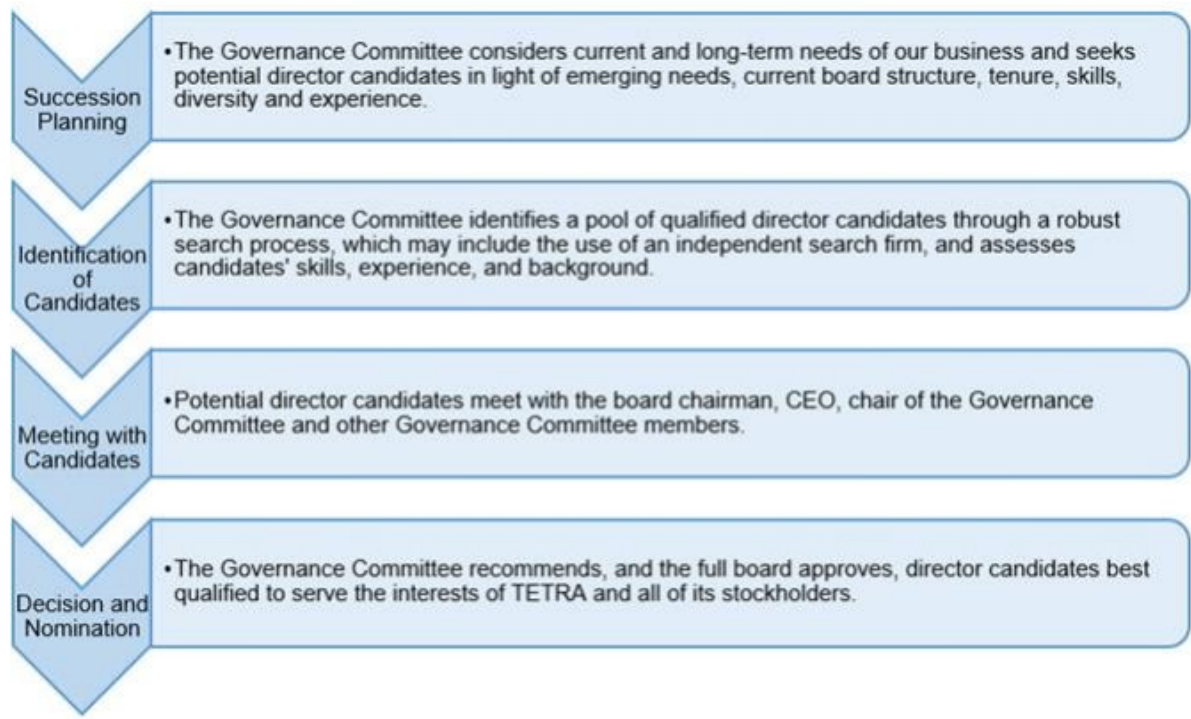 Succession
Planning
•The Governance Committee considers current and long-term needs of our business and seeks
potential director candidates in light of emerging needs, current board structure, tenure, skills,
diversity and experience.
Identification
of
Candidates
•The Governance Committee identifies a pool of qualified director candidates through a robust
search process, which may include the use of an independent search firm, and assesses
candidates' skills, experience, and background.
Meeting with
Candidates
•Potential director candidates meet with the board chairman, CEO, chair of the Governance
Committee and other Governance Committee members.
Decision and
Nomination
•The Governance Committee recommends, and the full board approves, director candidates best
qualified to serve the interests of TETRA and all of its stockholders.